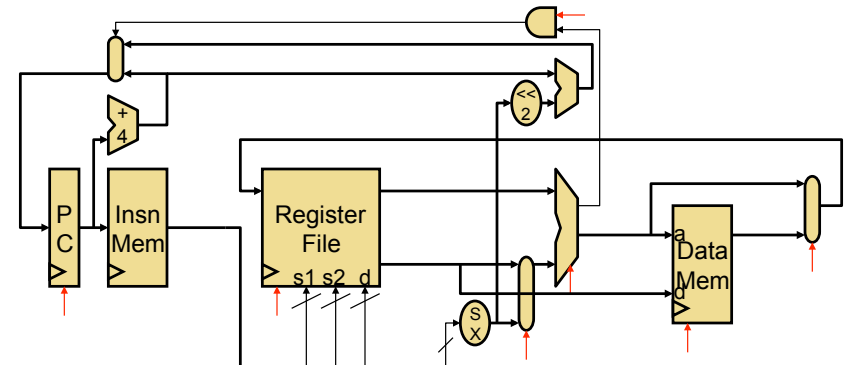 <<
2
+
4
P
C
Insn
Mem
Register
File
s1 s2 d
S
X
a
Data
Mem
d